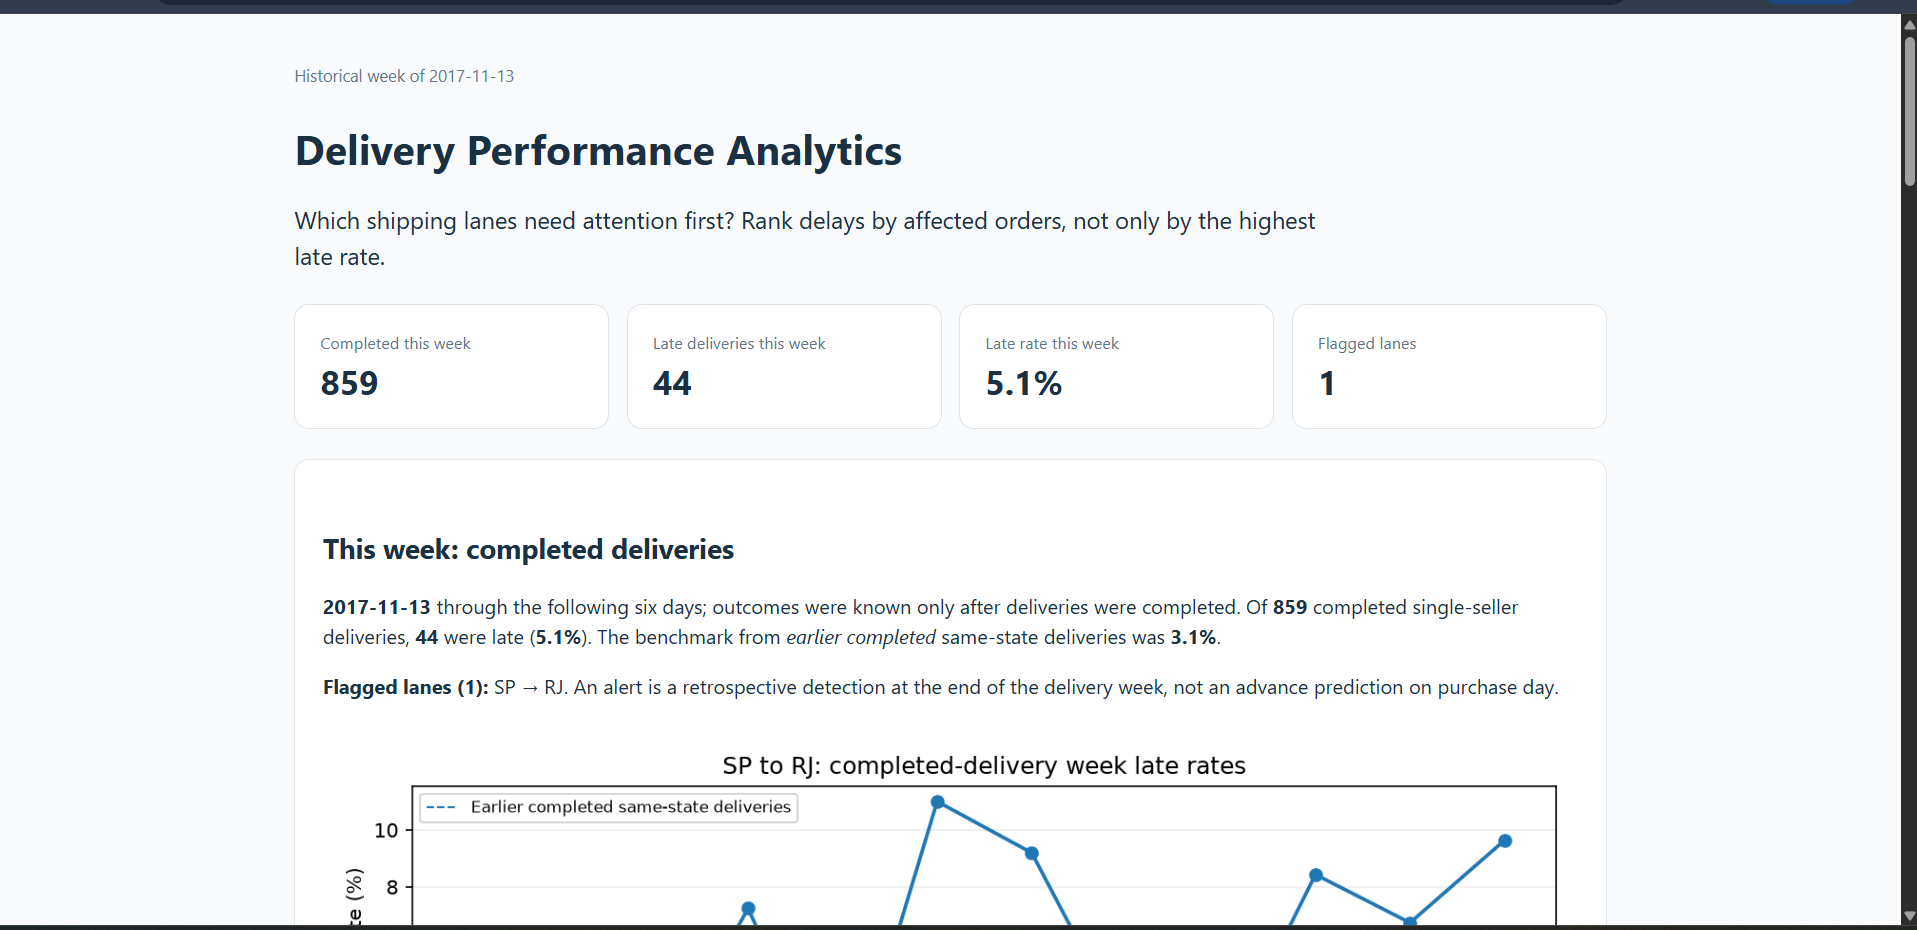 Historical week of 2017-11-13
Delivery Performance Analytics
Which shipping lanes need attention first? Rank delays by affected orders, not only by the highest
late rate.
Completed this week
859
Late deliveries this week
44
Late rate this week
5.1%
Flagged lanes
1
This week: completed deliveries
2017-11-13 through the following six days; outcomes were known only after deliveries were completed. Of 859 completed single-seller
deliveries, 44 were late (5.1%). The benchmark from earlier completed same-state deliveries was 3.1%.
Flagged lanes (1): SP → RJ. An alert is a retrospective detection at the end of the delivery week, not an advance prediction on purchase day.
SP to RJ: completed-delivery week late rates
Earlier completed same-state deliveries
10
8
(%)